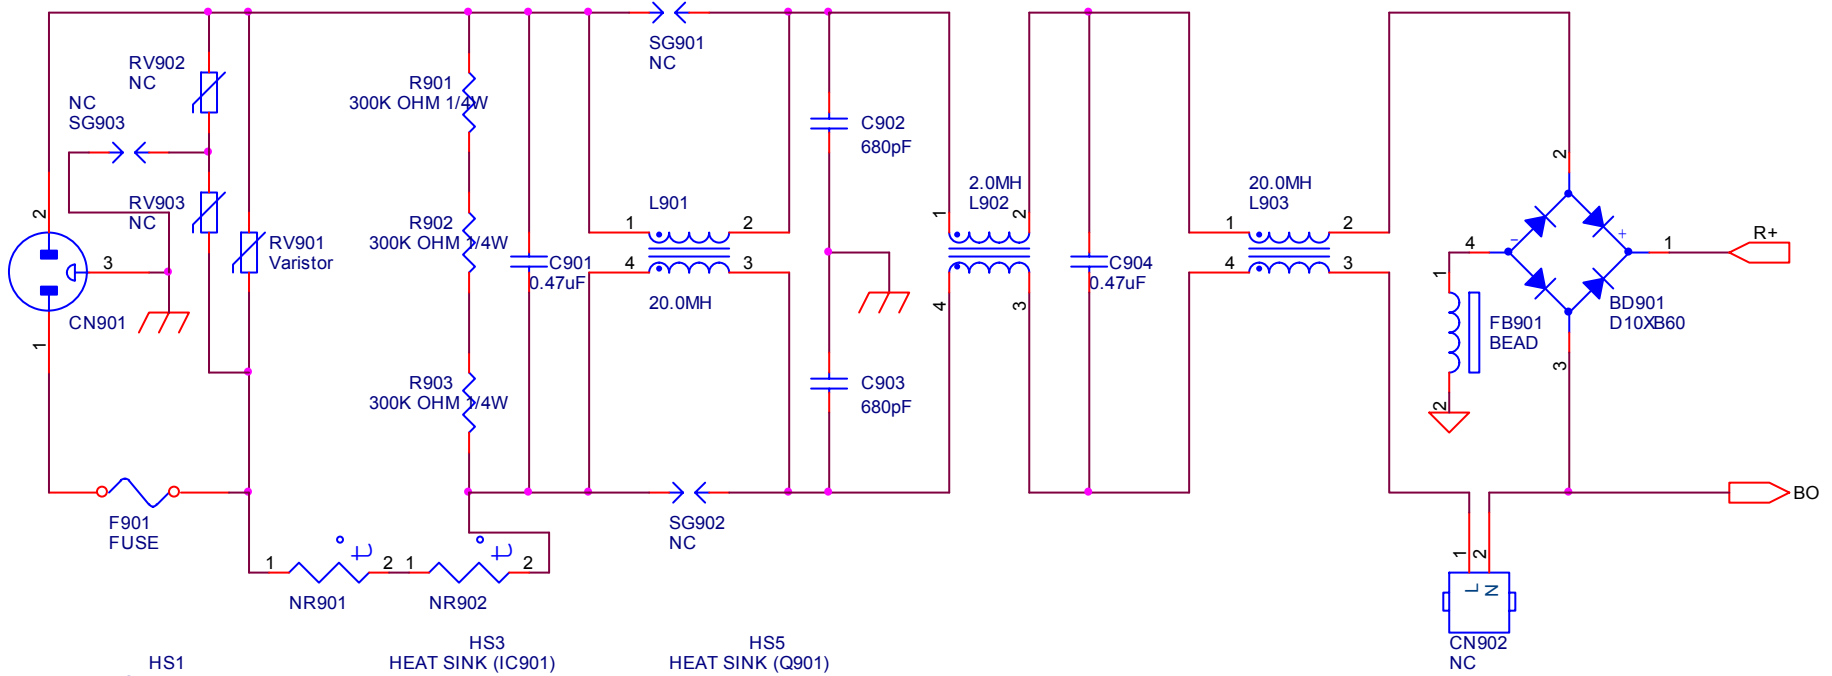 SG901
NC
RV902
NC
NC
SG903
R901
300K OHM 1/4W
C902
680pF
2.0MH
L902
20.0MH
L903
2
RV903
NC
L901
1
2
4
3
20.0MH
R902
300K OHM 1/4W
RV901
Varistor
2
3
1
CN901
C901
0.47uF
1
2
4
3
C904
0.47uF
1
2
4
3
2
4
-
+
1
3
R+
BD901
D10XB60
1
FB901
BEAD
2
R903
300K OHM 1/4W
C903
680pF
F901
FUSE
SG902
NC
BO
1
t
2
NR901
1
t
2
NR902
1
2
L
N
CN902
NC
HS1
HS3
HEAT SINK (IC901)
HS5
HEAT SINK (Q901)